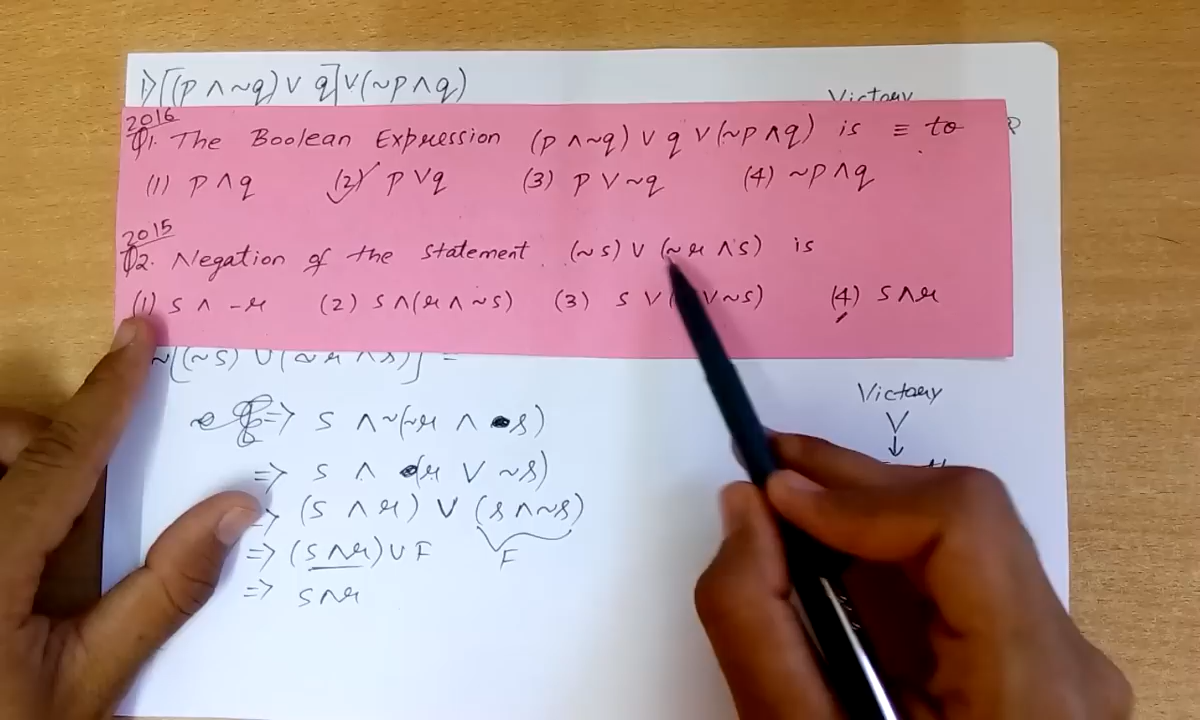 D [(p ∧ ~q) ∨ q] ∨ (~p ∧ q)
Victory
2016
Q1. The Boolean Expression (p ∧ ~q) ∨ q ∨ (~p ∧ q) is ≡ to
(1) p ∧ q (2) p ∨ q (3) p ∨ ~q (4) ~p ∧ q
2015
Q2. Negation of the statement (~s) ∨ (~r ∧ s) is
(1) s ∧ -r (2) s ∧ (r ∧ ~s) (3) s ∨ ( ∨ ~s) (4) s ∧ r
~[(~s) ∨ (~r ∧ s)] =
Victory
V
↓
=> s ∧ ~(~r ∧ s)
=> s ∧ (r ∨ ~s)
=> (s ∧ r) ∨ (s ∧ ~s)
=> (s ∧ r) ∨ F F
=> s ∧ r